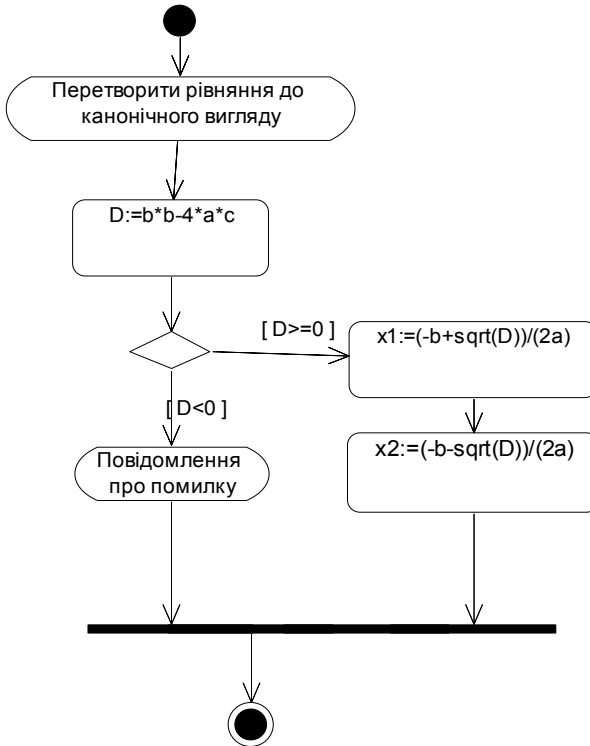 Перетворити рівняння до
канонічного вигляду
D:=b*b-4*a*c
[ D>=0 ]
x1:=(-b+sqrt(D))/(2a)
[ D<0 ]
x2:=(-b-sqrt(D))/(2a)
Повідомлення
про помилку